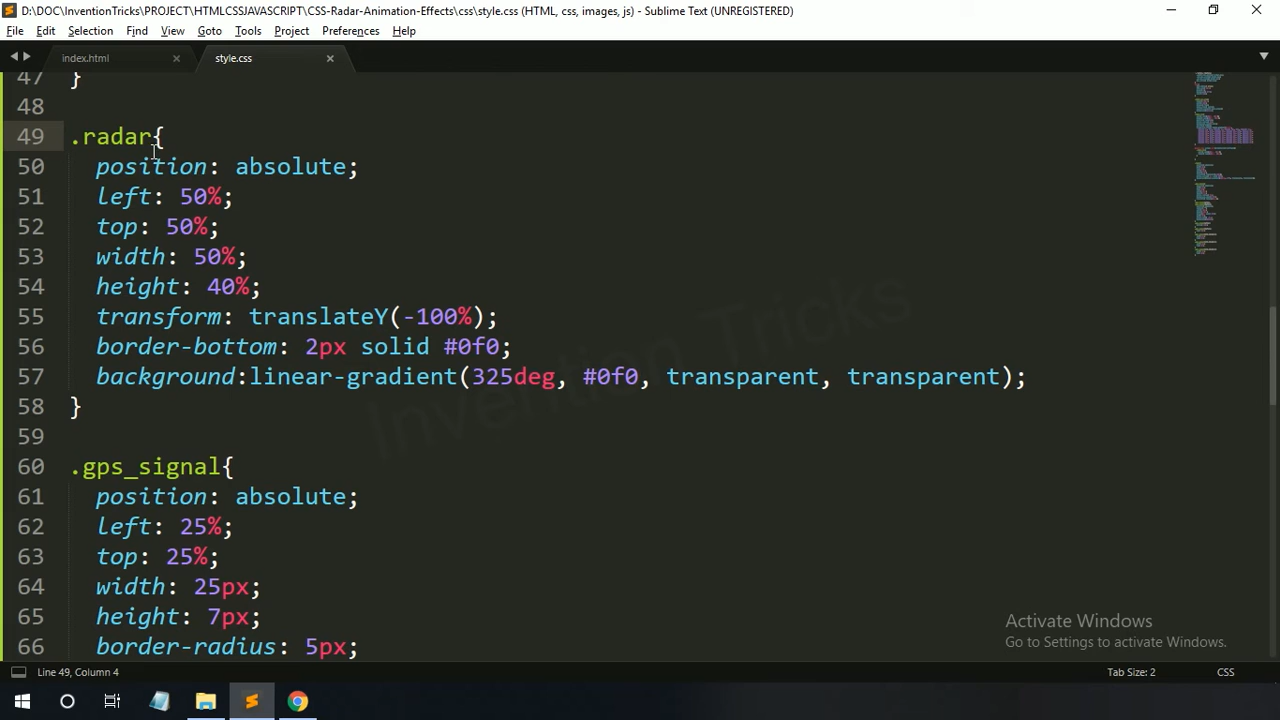 D:\DOC\InventionTricks\PROJECT\HTMLCSSJAVASCRIPT\CSS-Radar-Animation-Effects\css\style.css (HTML, css, images, js) - Sublime Text (UNREGISTERED)
File Edit Selection Find View Goto Tools Project Preferences Help
index.html × style.css ×
47 }
48
49 .radar{
50 position: absolute;
51 left: 50%;
52 top: 50%;
53 width: 50%;
54 height: 40%;
55 transform: translateY(-100%);
56 border-bottom: 2px solid #0f0;
57 background:linear-gradient(325deg, #0f0, transparent, transparent);
58 }
59
60 .gps_signal{
61 position: absolute;
62 left: 25%;
63 top: 25%;
64 width: 25px;
65 height: 7px;
66 border-radius: 5px;
Invention Tricks
Activate Windows
Go to Settings to activate Windows.
Line 49, Column 4 Tab Size: 2 CSS